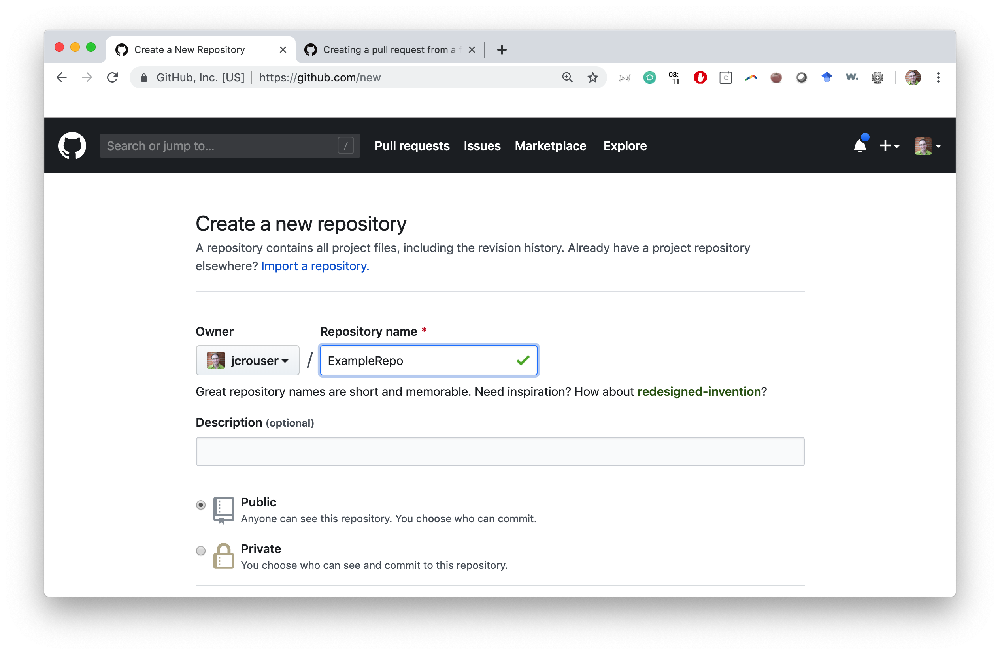 Create a New Repository
Creating a pull request from a f
GitHub, Inc. [US] https://github.com/new
08:
11
C
w.
Search or jump to... /
Pull requests Issues Marketplace Explore
Create a new repository
A repository contains all project files, including the revision history. Already have a project repository
elsewhere? Import a repository.
Owner Repository name *
jcrouser / ExampleRepo
Great repository names are short and memorable. Need inspiration? How about redesigned-invention?
Description (optional)
Public
Anyone can see this repository. You choose who can commit.
Private
You choose who can see and commit to this repository.